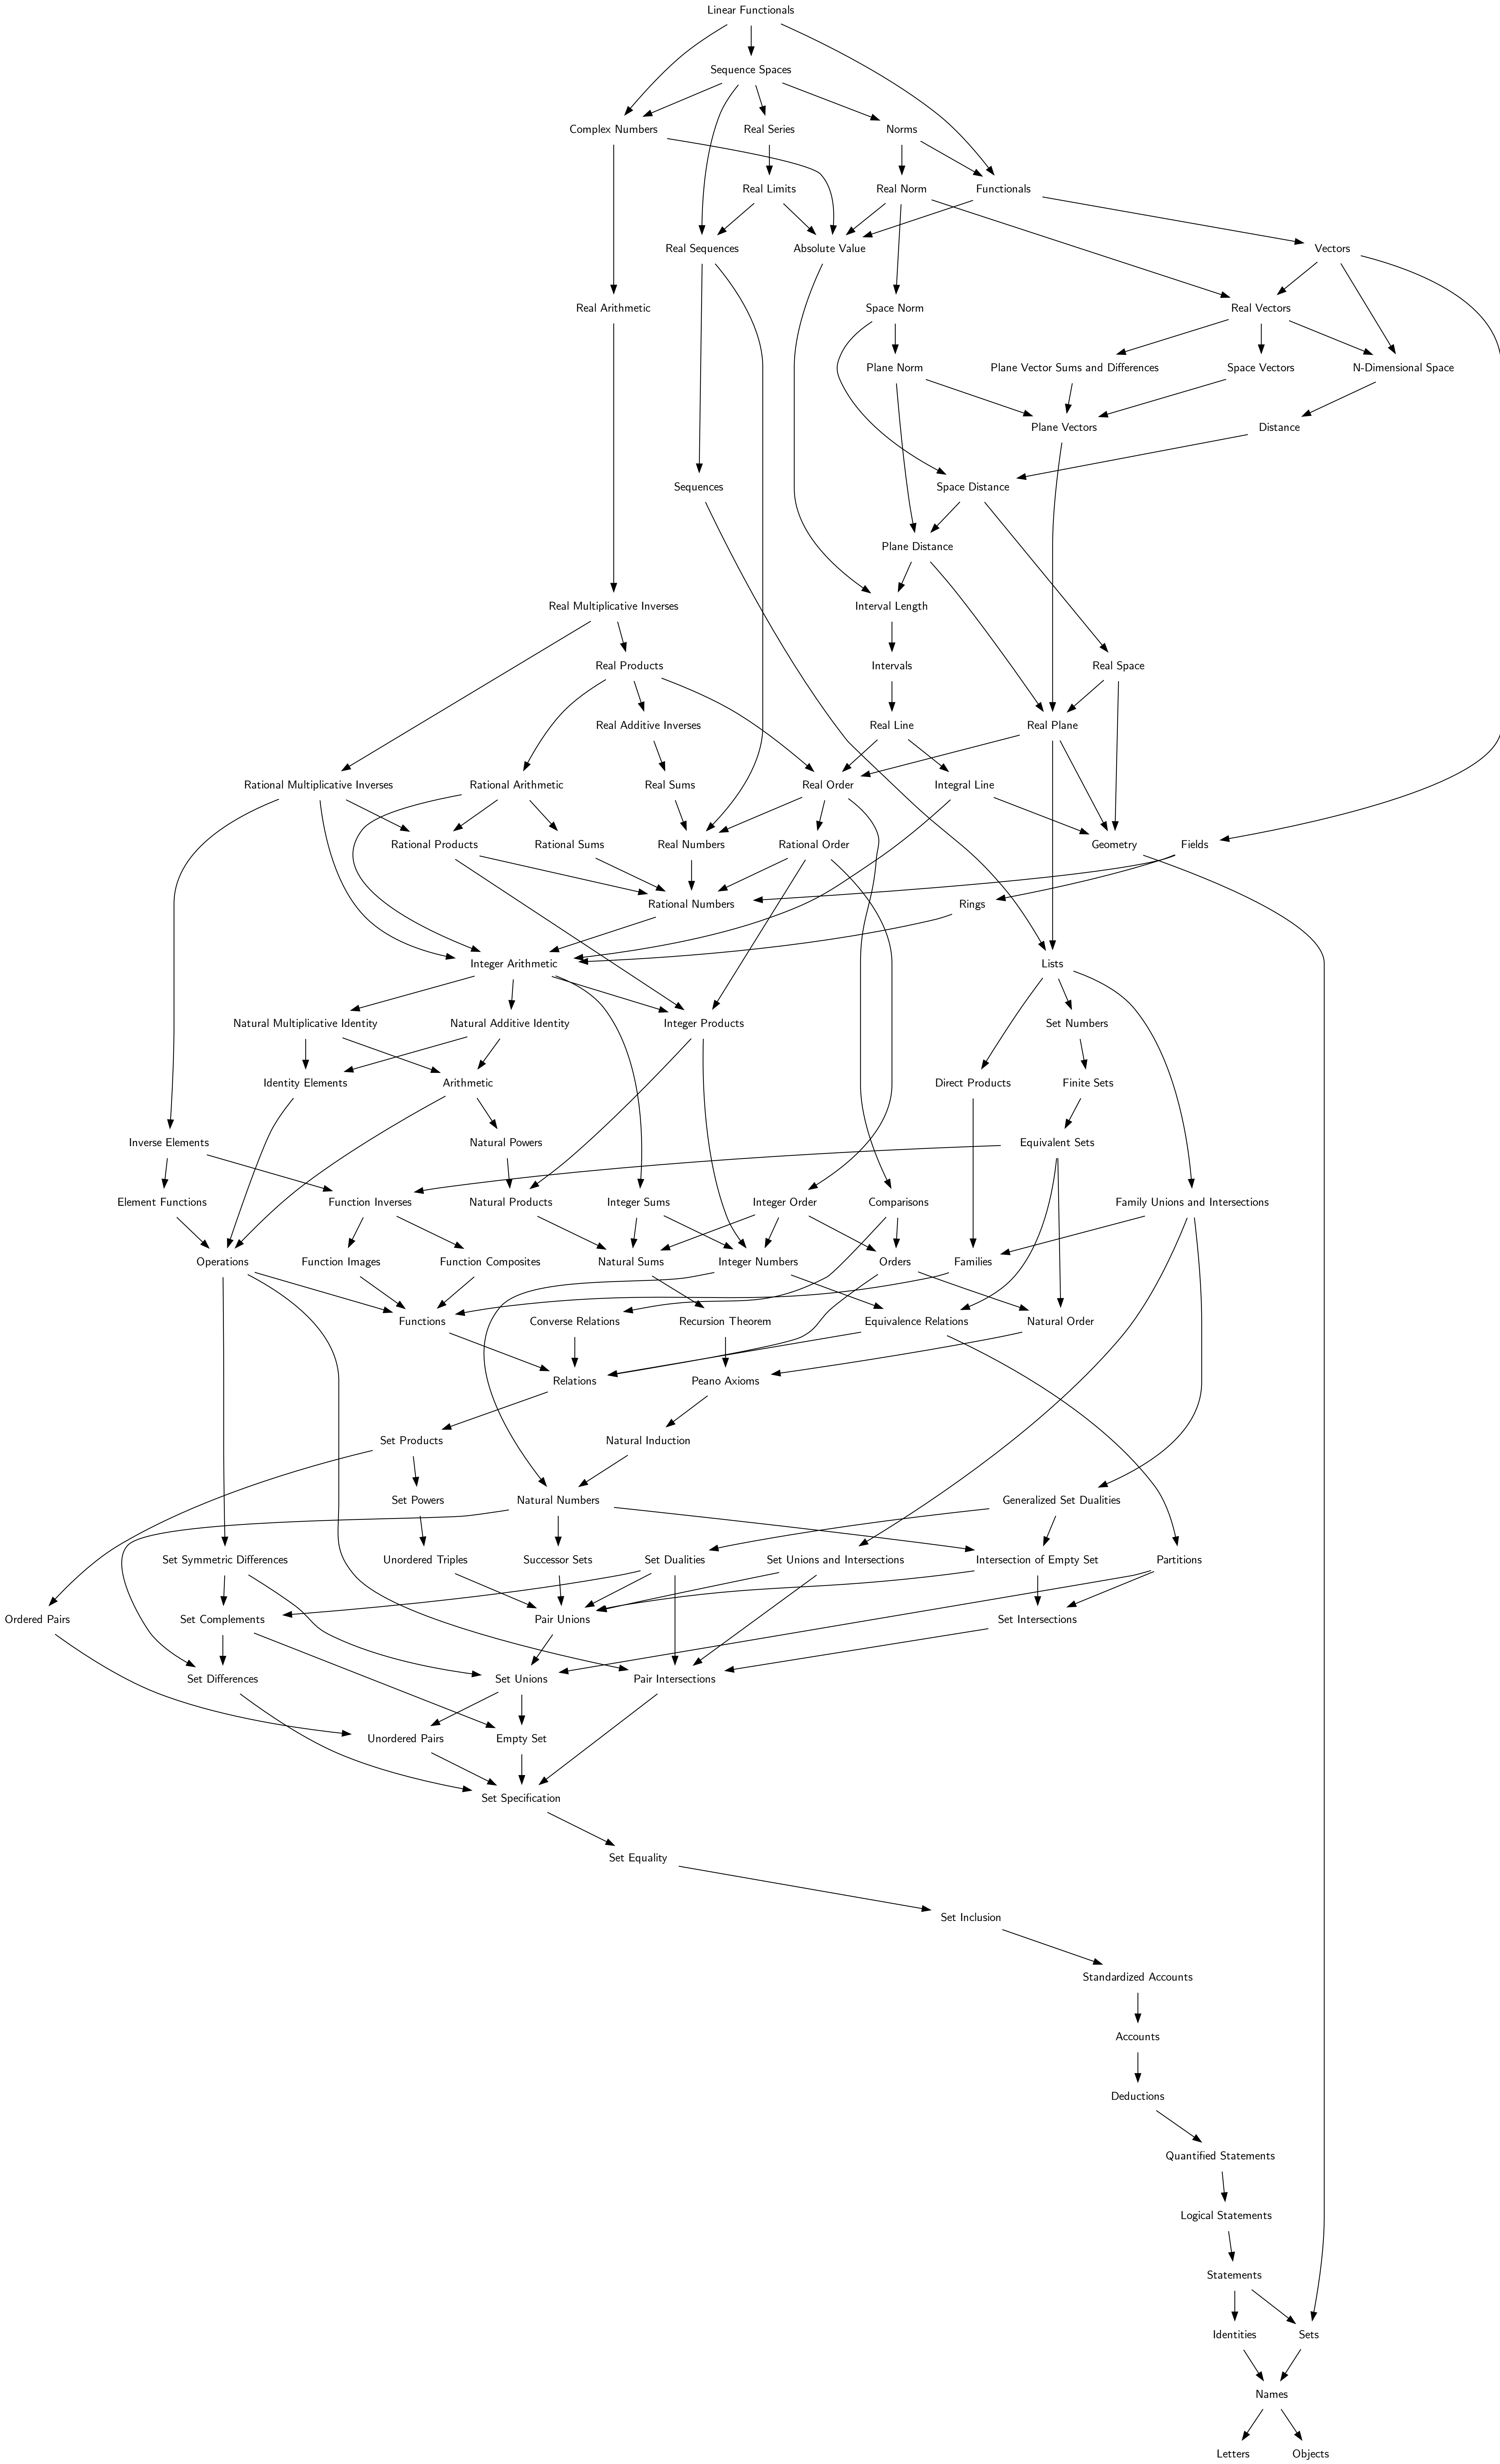 Linear Functionals
Sequence Spaces
Complex Numbers
Real Series
Norms
Real Limits
Real Norm
Functionals
Real Sequences
Absolute Value
Vectors
Real Arithmetic
Space Norm
Real Vectors
Plane Norm
Plane Vector Sums and Differences
Space Vectors
N-Dimensional Space
Plane Vectors
Distance
Sequences
Space Distance
Plane Distance
Real Multiplicative Inverses
Interval Length
Real Products
Intervals
Real Space
Real Additive Inverses
Real Line
Real Plane
Rational Multiplicative Inverses
Rational Arithmetic
Real Sums
Real Order
Integral Line
Rational Products
Rational Sums
Real Numbers
Rational Order
Geometry
Fields
Rational Numbers
Rings
Integer Arithmetic
Lists
Natural Multiplicative Identity
Natural Additive Identity
Integer Products
Set Numbers
Identity Elements
Arithmetic
Direct Products
Finite Sets
Inverse Elements
Natural Powers
Equivalent Sets
Element Functions
Function Inverses
Natural Products
Integer Sums
Integer Order
Comparisons
Family Unions and Intersections
Operations
Function Images
Function Composites
Natural Sums
Integer Numbers
Orders
Families
Functions
Converse Relations
Recursion Theorem
Equivalence Relations
Natural Order
Relations
Peano Axioms
Set Products
Natural Induction
Set Powers
Natural Numbers
Generalized Set Dualities
Set Symmetric Differences
Unordered Triples
Successor Sets
Set Dualities
Set Unions and Intersections
Intersection of Empty Set
Partitions
Ordered Pairs
Set Complements
Pair Unions
Set Intersections
Set Differences
Set Unions
Pair Intersections
Unordered Pairs
Empty Set
Set Specification
Set Equality
Set Inclusion
Standardized Accounts
Accounts
Deductions
Quantified Statements
Logical Statements
Statements
Identities
Sets
Names
Letters
Objects